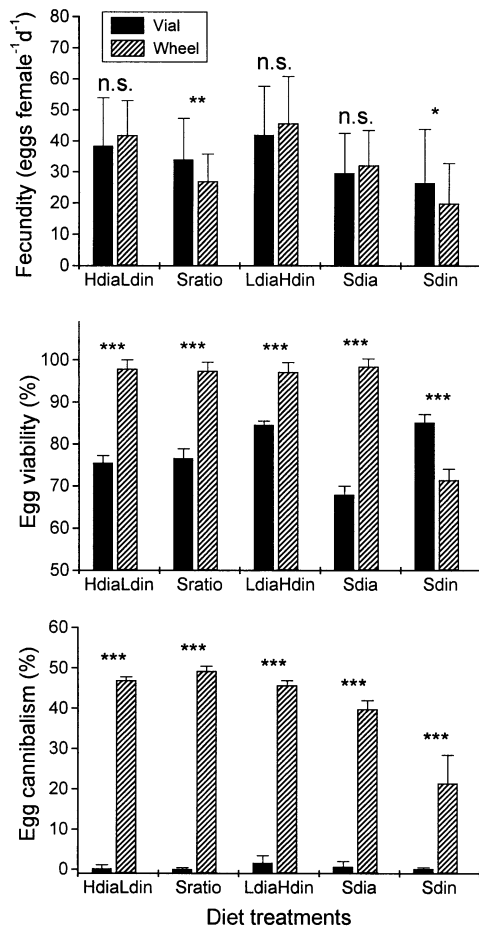 Vial
Wheel
Fecundity (eggs female⁻¹d⁻¹)
80
70
60
50
40
30
20
10
0
n.s.
**
n.s.
n.s.
*
HdiaLdin Sratio LdiaHdin Sdia Sdin
Egg viability (%)
100
90
80
70
60
50
*** *** *** *** ***
HdiaLdin Sratio LdiaHdin Sdia Sdin
Egg cannibalism (%)
60
50
40
30
20
10
0
*** *** *** *** ***
HdiaLdin Sratio LdiaHdin Sdia Sdin
Diet treatments